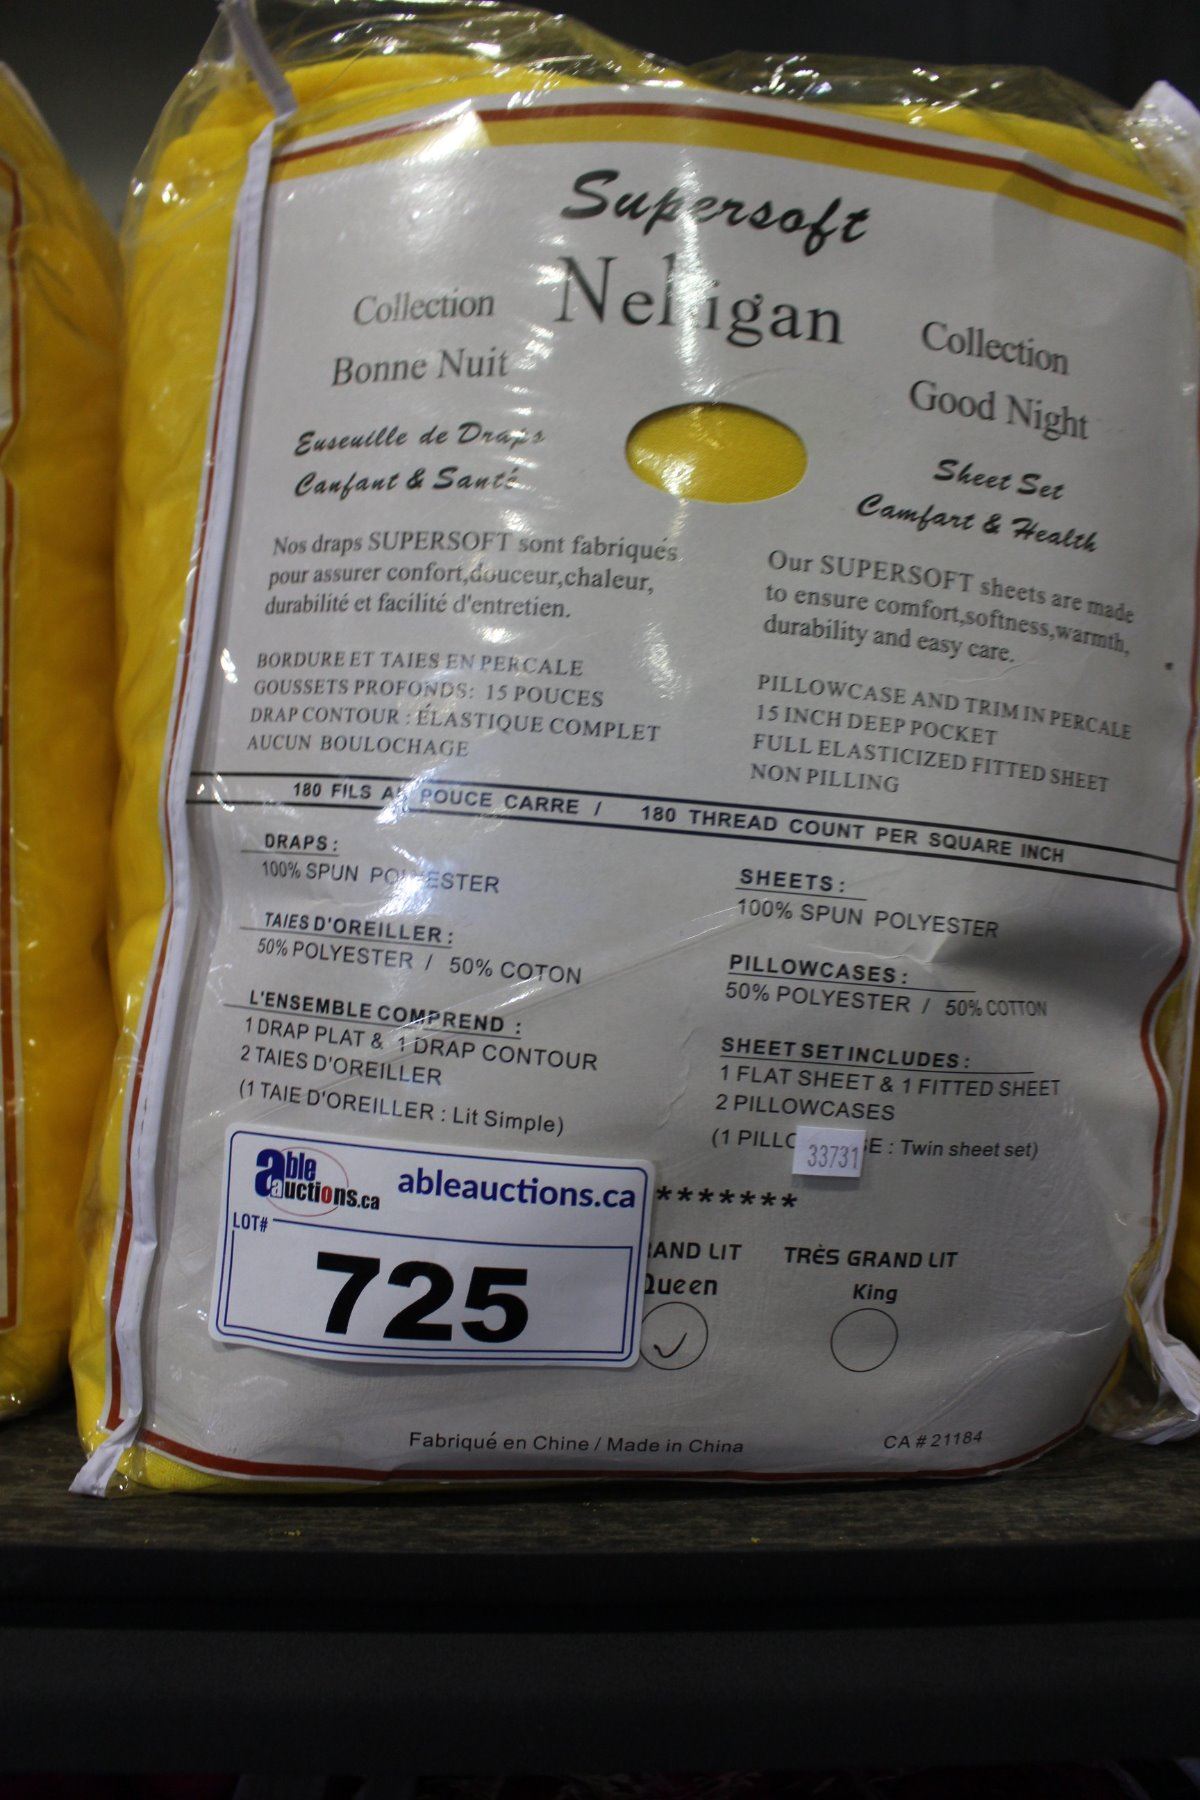 Supersoft
Nelligan
Collection
Bonne Nuit
Euseuille de Draps
Canfant & Santé
Nos draps SUPERSOFT sont fabriqués
pour assurer confort,douceur,chaleur,
durabilité et facilité d'entretien.
BORDURE ET TAIES EN PERCALE
GOUSSETS PROFONDS: 15 POUCES
DRAP CONTOUR : ÉLASTIQUE COMPLET
AUCUN BOULOCHAGE
Collection
Good Night
Sheet Set
Camfart & Health
Our SUPERSOFT sheets are made
to ensure comfort,softness,warmth,
durability and easy care.
PILLOWCASE AND TRIM IN PERCALE
15 INCH DEEP POCKET
FULL ELASTICIZED FITTED SHEET
NON PILLING
180 FILS AU POUCE CARRE / 180 THREAD COUNT PER SQUARE INCH
DRAPS :
100% SPUN POLYESTER
TAIES D'OREILLER :
50% POLYESTER / 50% COTON
L'ENSEMBLE COMPREND :
1 DRAP PLAT & 1 DRAP CONTOUR
2 TAIES D'OREILLER
(1 TAIE D'OREILLER : Lit Simple)
SHEETS :
100% SPUN POLYESTER
PILLOWCASES :
50% POLYESTER / 50% COTTON
SHEET SET INCLUDES :
1 FLAT SHEET & 1 FITTED SHEET
2 PILLOWCASES
(1 PILLC E : Twin sheet set)
33731
able auctions.ca
ableauctions.ca
LOT#
725
*******
RAND LIT
Queen
TRÈS GRAND LIT
King
Fabriqué en Chine / Made in China
CA # 21184